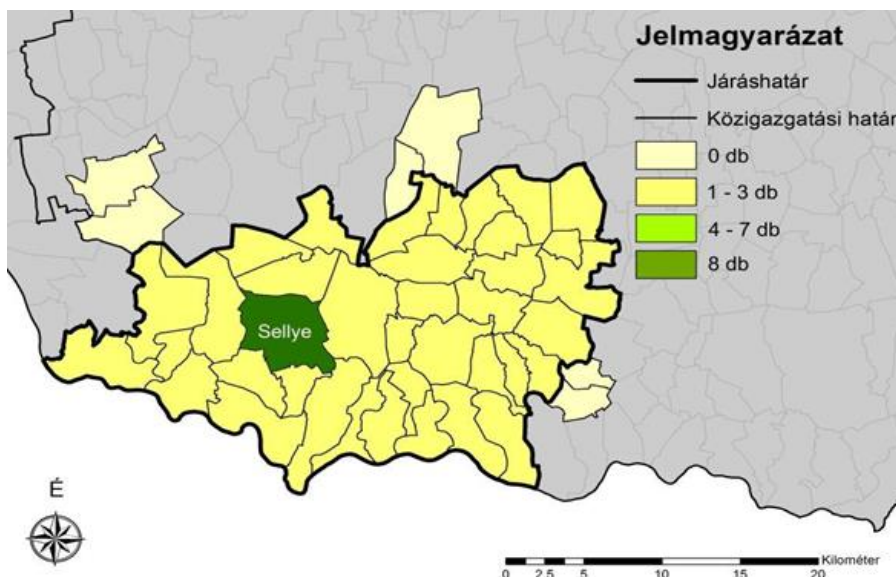 Jelmagyarázat
Járáshatár
Közigazgatási határ
0 db
1 - 3 db
4 - 7 db
8 db
Sellye
É
Kilométer
0 2.5 5 10 15 20